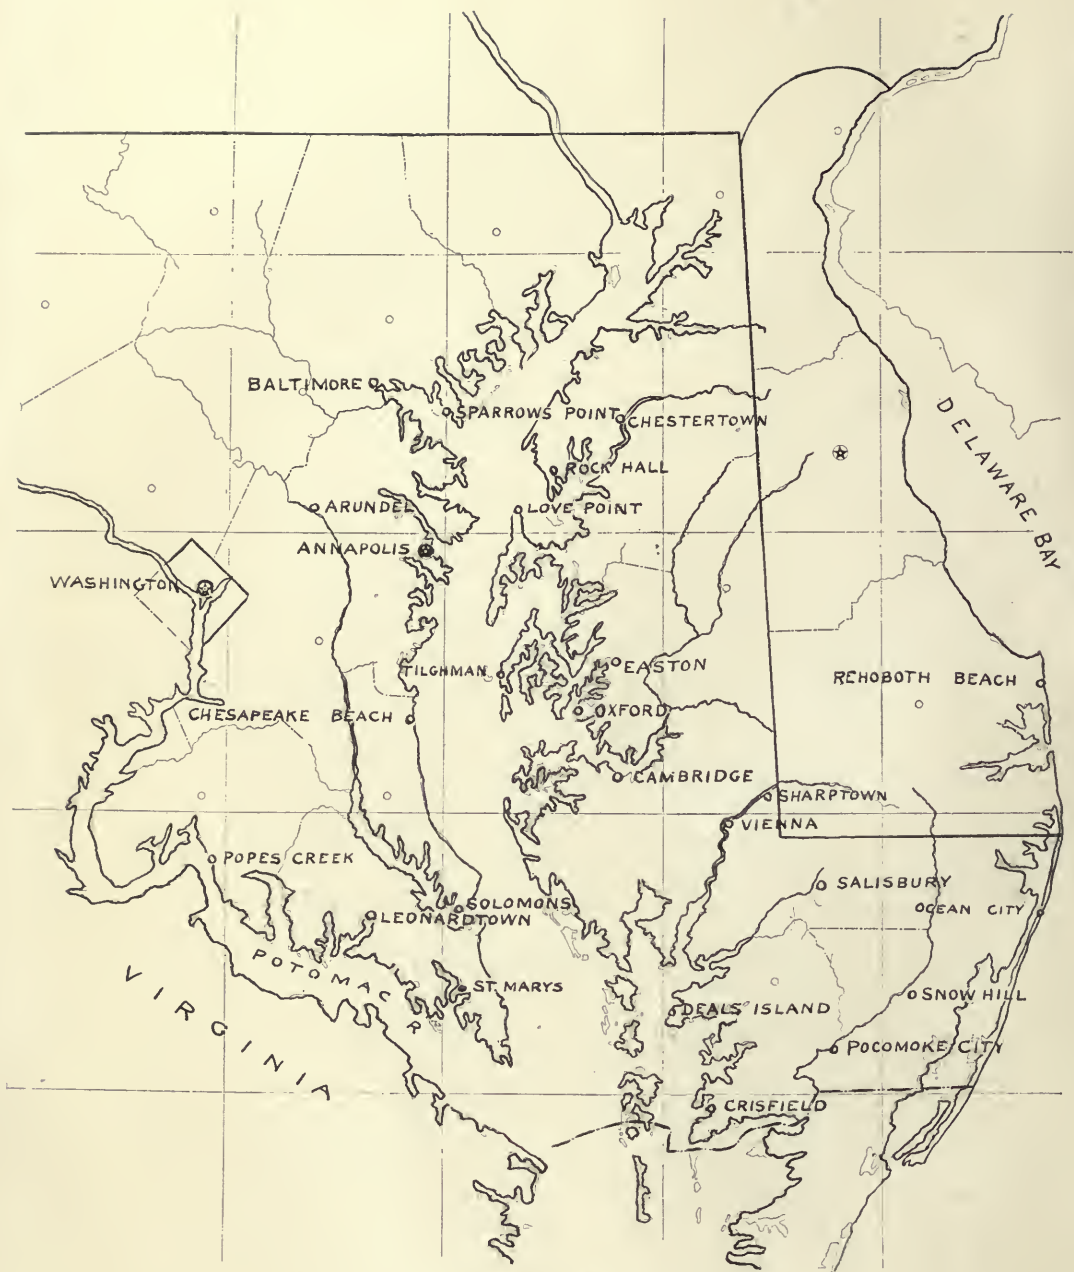 BALTIMORE
SPARROWS POINT
CHESTERTOWN
DELAWARE BAY
ROCK HALL
ARUNDEL
LOVE POINT
ANNAPOLIS
WASHINGTON
TILGHMAN
EASTON
REHOBOTH BEACH
CHESAPEAKE BEACH
OXFORD
CAMBRIDGE
SHARPTOWN
VIENNA
POPES CREEK
SALISBURY
SOLOMONS
OCEAN CITY
LEONARDTOWN
POTOMAC R
VIRGINIA
ST. MARYS
SNOW HILL
DEALS ISLAND
POCOMOKE CITY
CRISFIELD